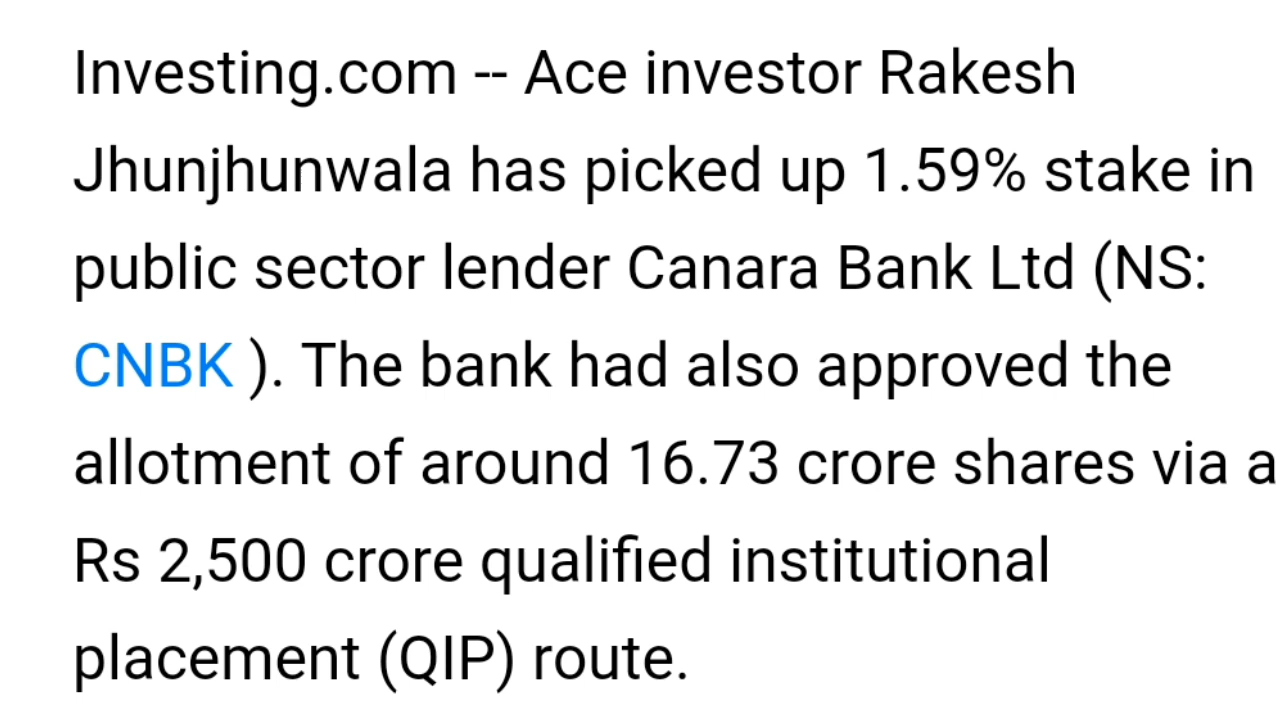 Investing.com -- Ace investor Rakesh
Jhunjhunwala has picked up 1.59% stake in
public sector lender Canara Bank Ltd (NS:
CNBK ). The bank had also approved the
allotment of around 16.73 crore shares via a
Rs 2,500 crore qualified institutional
placement (QIP) route.